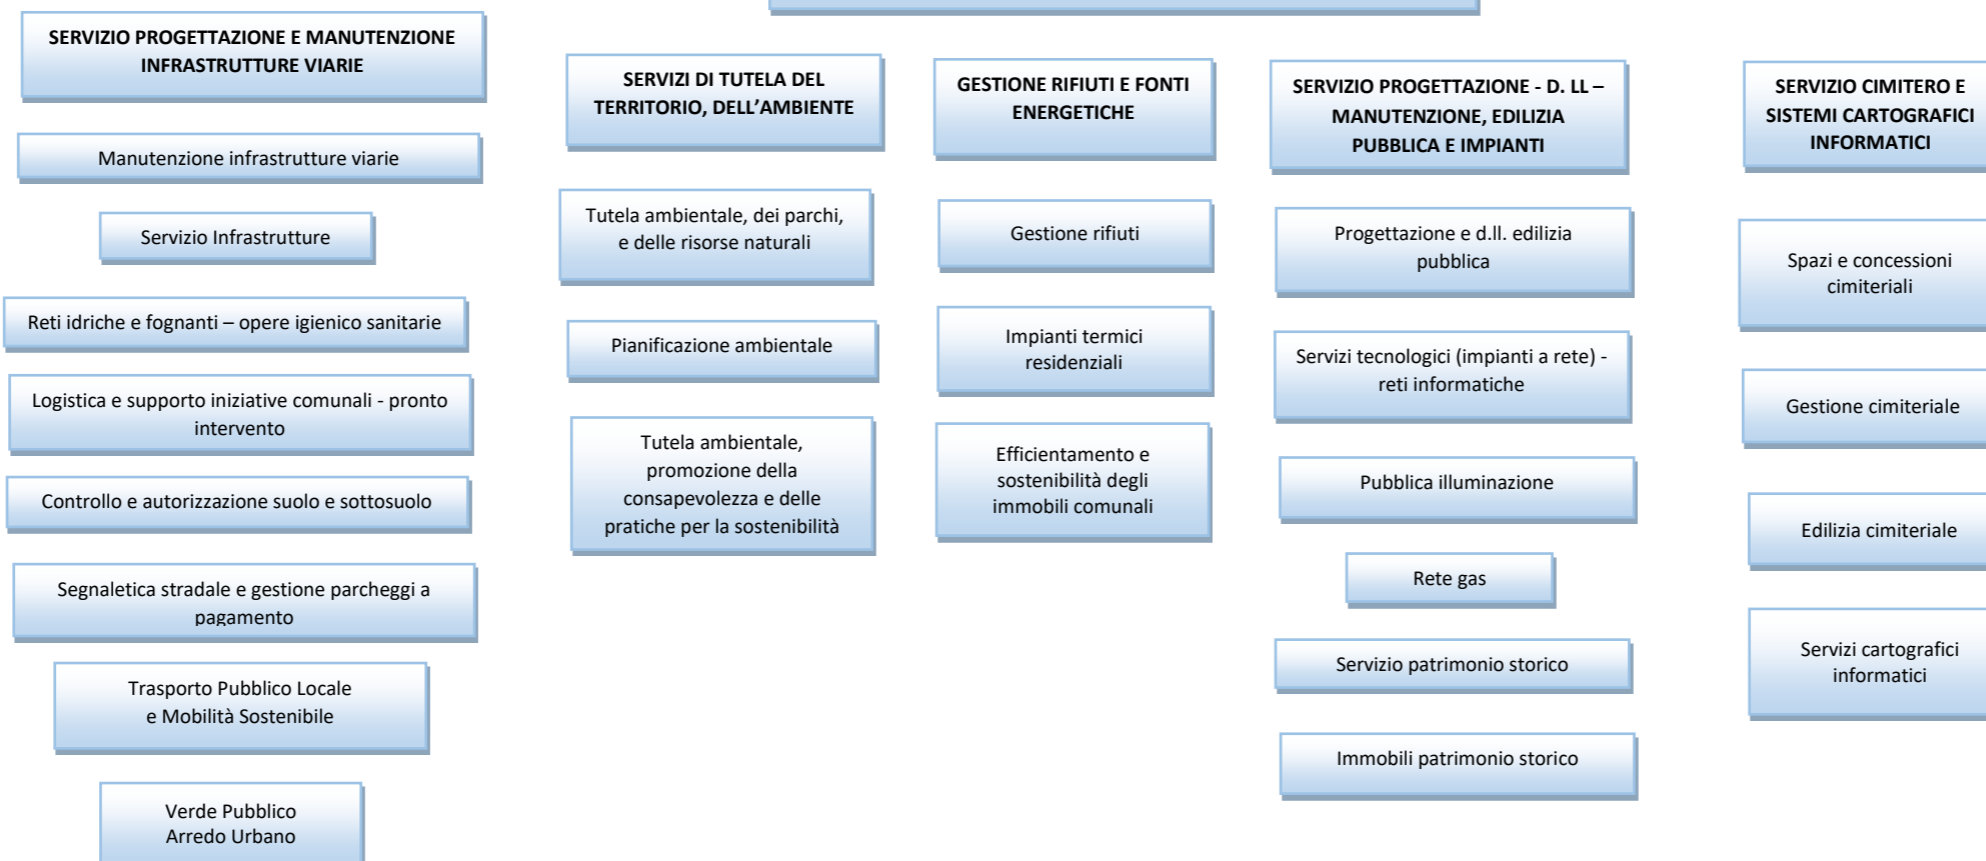 SERVIZIO PROGETTAZIONE E MANUTENZIONE
INFRASTRUTTURE VIARIE
Manutenzione infrastrutture viarie
Servizio Infrastrutture
Reti idriche e fognanti – opere igienico sanitarie
Logistica e supporto iniziative comunali - pronto
intervento
Controllo e autorizzazione suolo e sottosuolo
Segnaletica stradale e gestione parcheggi a
pagamento
Trasporto Pubblico Locale
e Mobilità Sostenibile
Verde Pubblico
Arredo Urbano
SERVIZI DI TUTELA DEL
TERRITORIO, DELL’AMBIENTE
Tutela ambientale, dei parchi,
e delle risorse naturali
Pianificazione ambientale
Tutela ambientale,
promozione della
consapevolezza e delle
pratiche per la sostenibilità
GESTIONE RIFIUTI E FONTI
ENERGETICHE
Gestione rifiuti
Impianti termici
residenziali
Efficientamento e
sostenibilità degli
immobili comunali
SERVIZIO PROGETTAZIONE - D. LL –
MANUTENZIONE, EDILIZIA
PUBBLICA E IMPIANTI
Progettazione e d.ll. edilizia
pubblica
Servizi tecnologici (impianti a rete) -
reti informatiche
Pubblica illuminazione
Rete gas
Servizio patrimonio storico
Immobili patrimonio storico
SERVIZIO CIMITERO E
SISTEMI CARTOGRAFICI
INFORMATICI
Spazi e concessioni
cimiteriali
Gestione cimiteriale
Edilizia cimiteriale
Servizi cartografici
informatici